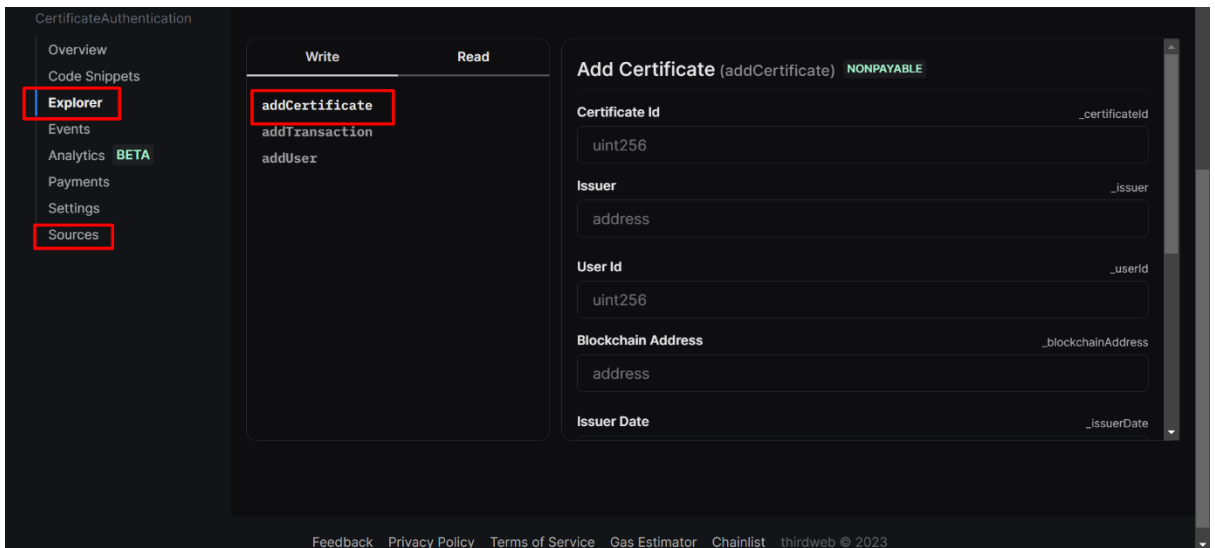 CertificateAuthentication
Overview
Code Snippets
Explorer
Events
Analytics BETA
Payments
Settings
Sources
Write Read
addCertificate
addTransaction
addUser
Add Certificate (addCertificate) NONPAYABLE
Certificate Id _certificateId
uint256
Issuer _issuer
address
User Id _userId
uint256
Blockchain Address _blockchainAddress
address
Issuer Date _issuerDate
Feedback Privacy Policy Terms of Service Gas Estimator Chainlist thirdweb © 2023